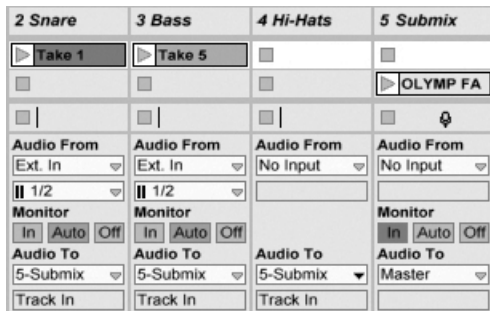 2 Snare 3 Bass 4 Hi-Hats 5 Submix
Take 1 Take 5
OLYMP FA
Audio From Audio From Audio From Audio From
Ext. In Ext. In No Input No Input
1/2 1/2
Monitor Monitor Monitor
In Auto Off In Auto Off In Auto Off
Audio To Audio To Audio To Audio To
5-Submix 5-Submix 5-Submix Master
Track In Track In Track In